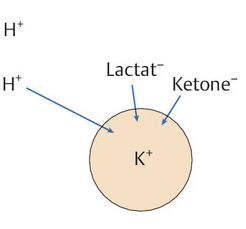 H⁺
Lactat⁻
H⁺
Ketone⁻
K⁺